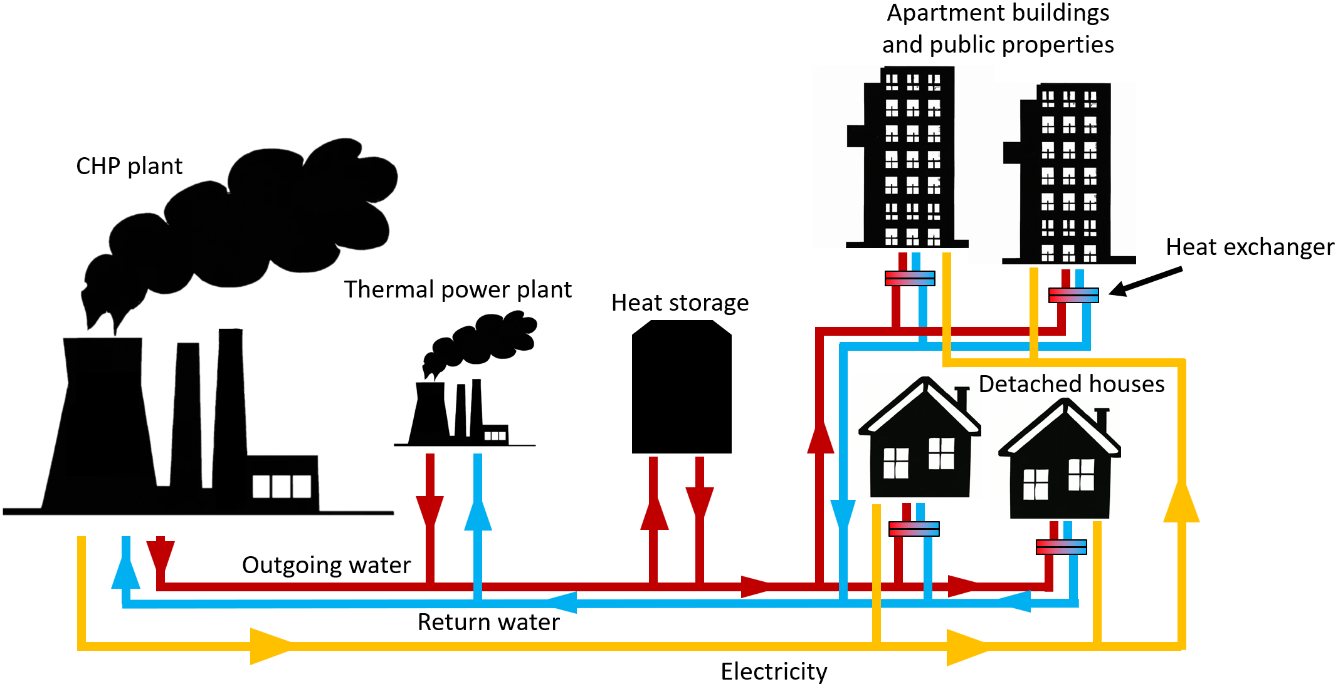 Apartment buildings
and public properties
CHP plant
Heat exchanger
Thermal power plant
Heat storage
Detached houses
Outgoing water
Return water
Electricity